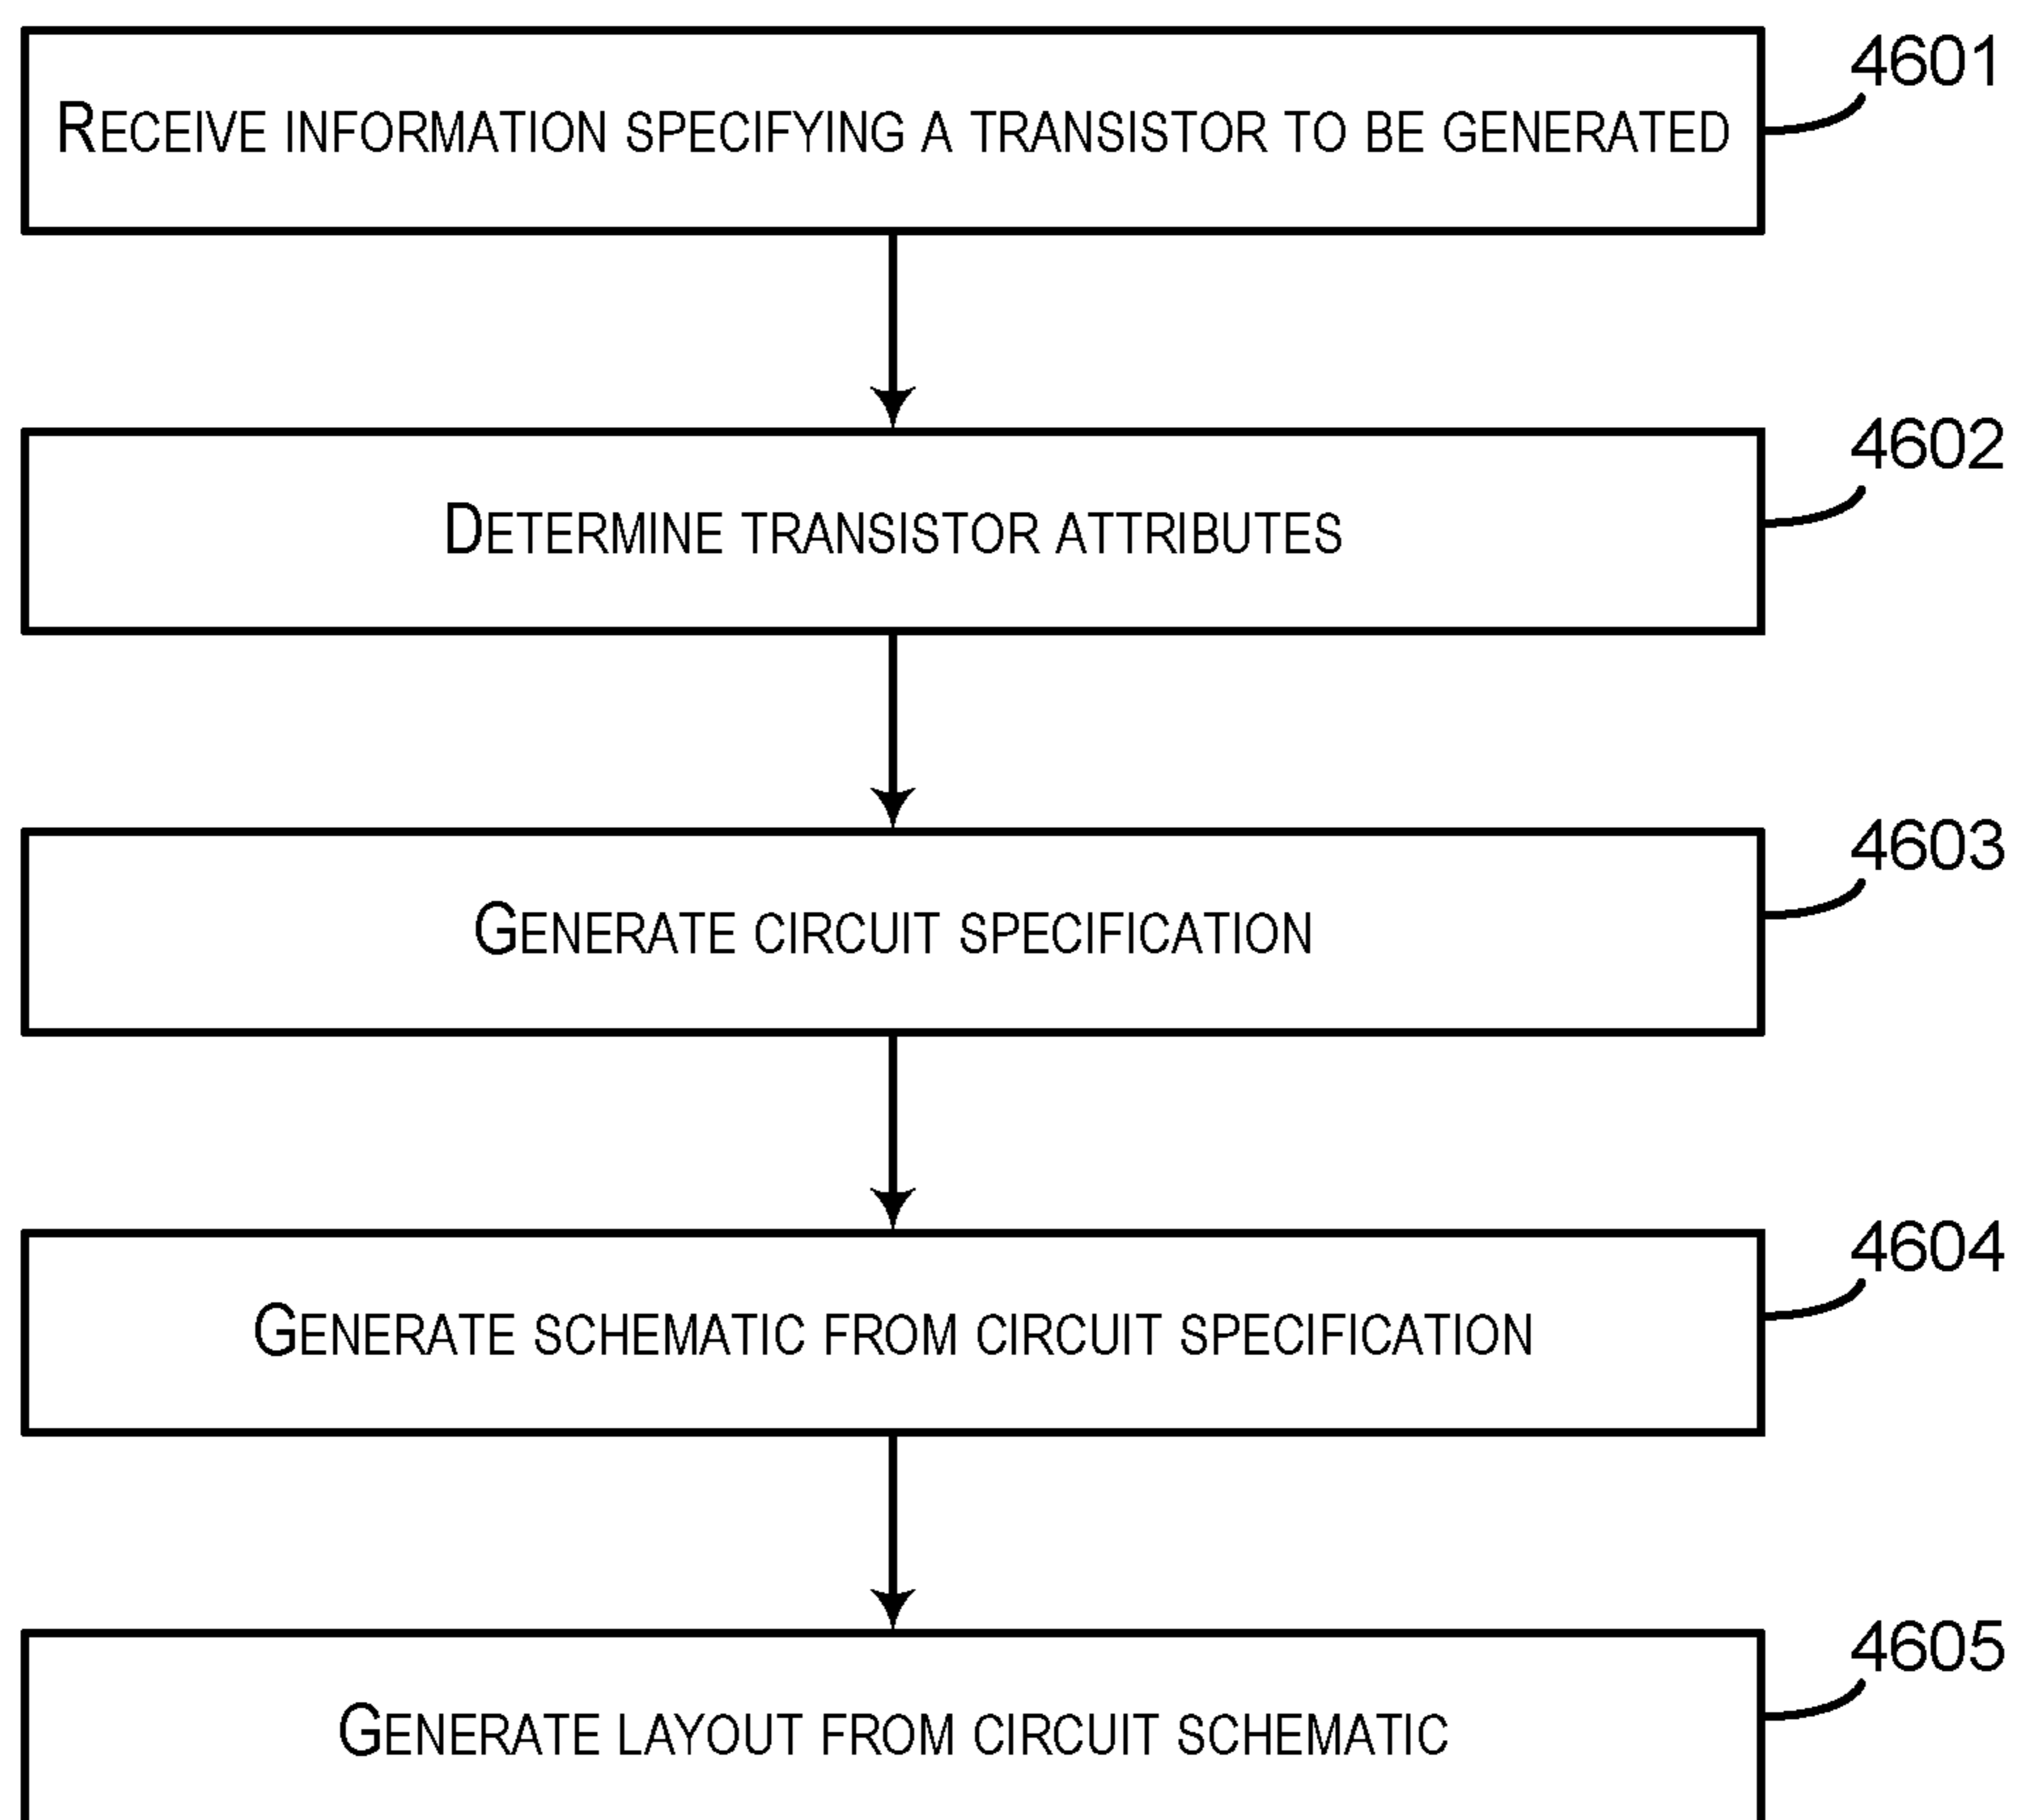 4601
RECEIVE INFORMATION SPECIFYING A TRANSISTOR TO BE GENERATED
4602
DETERMINE TRANSISTOR ATTRIBUTES
4603
GENERATE CIRCUIT SPECIFICATION
4604
GENERATE SCHEMATIC FROM CIRCUIT SPECIFICATION
4605
GENERATE LAYOUT FROM CIRCUIT SCHEMATIC